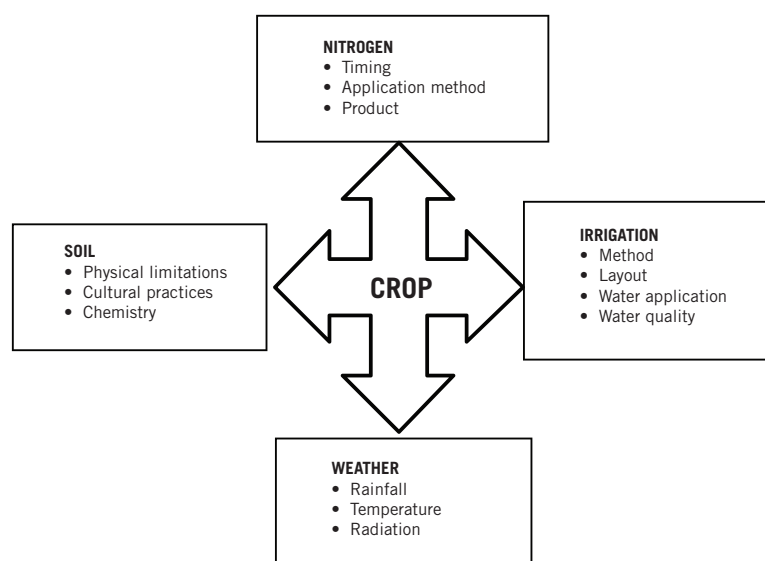 NITROGEN
• Timing
• Application method
• Product
SOIL
• Physical limitations
• Cultural practices
• Chemistry
CROP
IRRIGATION
• Method
• Layout
• Water application
• Water quality
WEATHER
• Rainfall
• Temperature
• Radiation